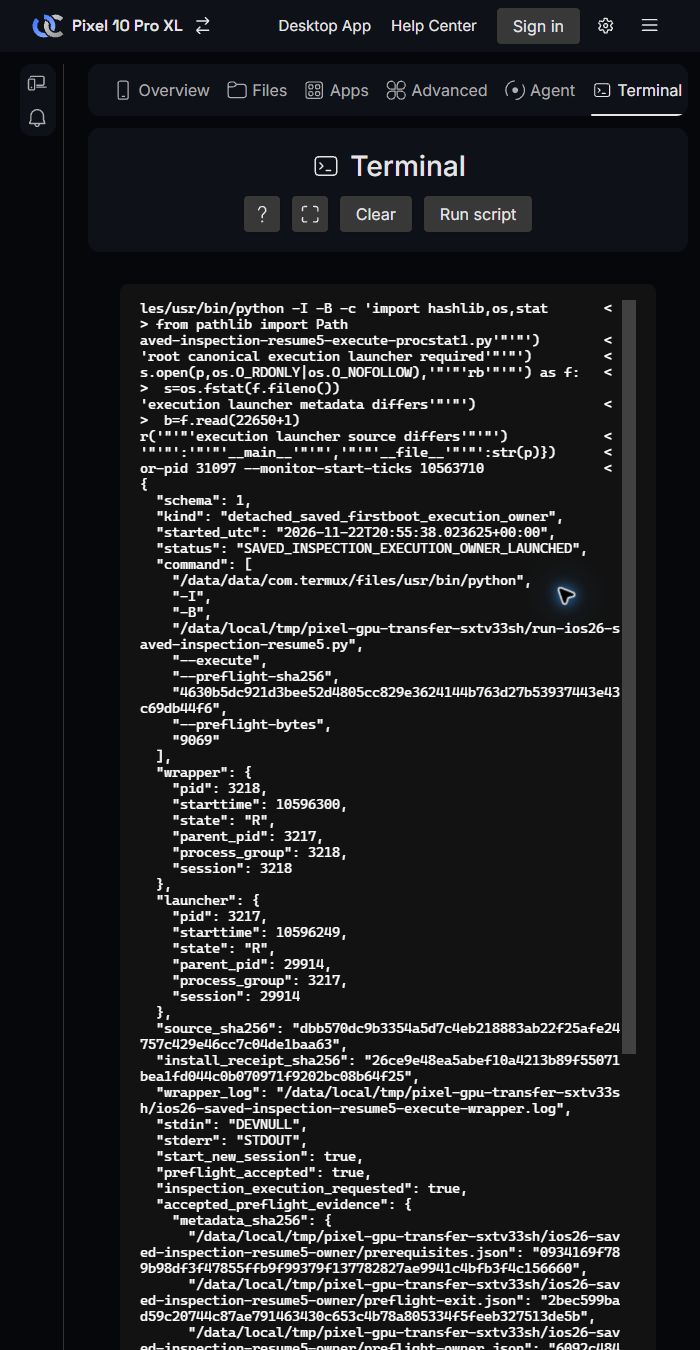 Pixel 10 Pro XL
Desktop App
Help Center
Sign in
Overview
Files
Apps
Advanced
Agent
Terminal
Terminal
?
Clear
Run script
les/usr/bin/python -I -B -c 'import hashlib,os,stat <
> from pathlib import Path
aved-inspection-resume5-execute-procstat1.py'"'"') <
'root canonical execution launcher required'"'"') <
s.open(p,os.O_RDONLY|os.O_NOFOLLOW),'"'"'rb'"'"') as f: <
> s=os.fstat(f.fileno())
'execution launcher metadata differs'"'"') <
> b=f.read(22650+1)
r('"'"'execution launcher source differs'"'"') <
'"'"':'"'"'__main__'"'"','"'"'__file__'"'"':str(p)}) <
or-pid 31097 --monitor-start-ticks 10563710 <
{
"schema": 1,
"kind": "detached_saved_firstboot_execution_owner",
"started_utc": "2026-11-22T20:55:38.023625+00:00",
"status": "SAVED_INSPECTION_EXECUTION_OWNER_LAUNCHED",
"command": [
"/data/data/com.termux/files/usr/bin/python",
"-I",
"-B",
"/data/local/tmp/pixel-gpu-transfer-sxtv33sh/run-ios26-s
aved-inspection-resume5.py",
"--execute",
"--preflight-sha256",
"4630b5dc921d3bee52d4805cc829e3624144b763d27b53937443e43
c69db44f6",
"--preflight-bytes",
"9069"
],
"wrapper": {
"pid": 3218,
"starttime": 10596300,
"state": "R",
"parent_pid": 3217,
"process_group": 3218,
"session": 3218
},
"launcher": {
"pid": 3217,
"starttime": 10596249,
"state": "R",
"parent_pid": 29914,
"process_group": 3217,
"session": 29914
},
"source_sha256": "dbb570dc9b3354a5d7c4eb218883ab22f25afe24
757c429e46cc7c04de1baa63",
"install_receipt_sha256": "26ce9e48ea5abef10a4213b89f55071
bea1fd044c0b070971f9202bc08b64f25",
"wrapper_log": "/data/local/tmp/pixel-gpu-transfer-sxtv33s
h/ios26-saved-inspection-resume5-execute-wrapper.log",
"stdin": "DEVNULL",
"stderr": "STDOUT",
"start_new_session": true,
"preflight_accepted": true,
"inspection_execution_requested": true,
"accepted_preflight_evidence": {
"metadata_sha256": {
"/data/local/tmp/pixel-gpu-transfer-sxtv33sh/ios26-sav
ed-inspection-resume5-owner/prerequisites.json": "0934169f78
9b98df3f47855ffb9f99379f137782827ae9941c4bfb3f4c156660",
"/data/local/tmp/pixel-gpu-transfer-sxtv33sh/ios26-sav
ed-inspection-resume5-owner/preflight-exit.json": "2bec599ba
d59c20744c87ae791463430c653c4b78a805334f5feeb327513de5b",
"/data/local/tmp/pixel-gpu-transfer-sxtv33sh/ios26-sav
ed-inspection-resume5-owner/preflight-owner.json": "6092c484